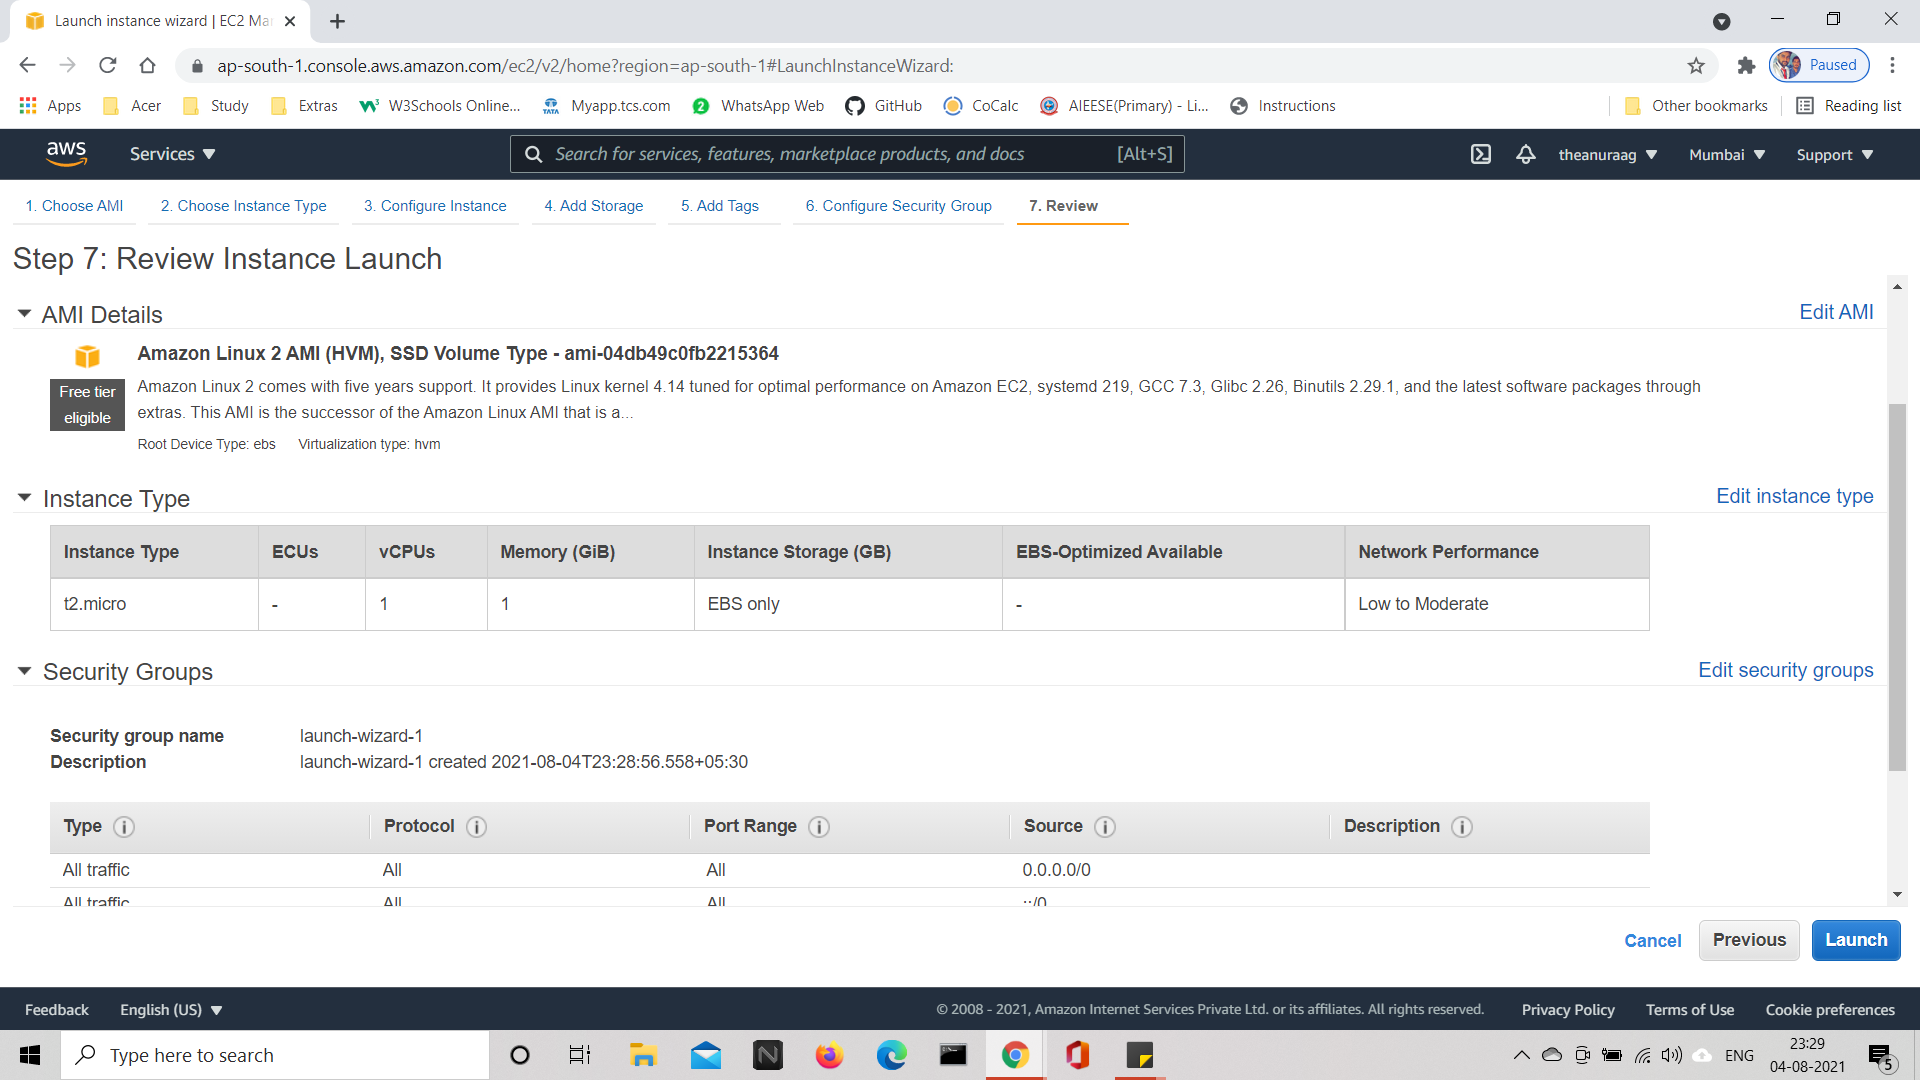 Launch instance wizard | EC2 Mar
ap-south-1.console.aws.amazon.com/ec2/v2/home?region=ap-south-1#LaunchInstanceWizard:
Paused
Apps Acer Study Extras W3Schools Online... Myapp.tcs.com WhatsApp Web GitHub CoCalc AIEESE(Primary) - Li... Instructions Other bookmarks Reading list
aws Services Search for services, features, marketplace products, and docs [Alt+S] theanuraag Mumbai Support
1. Choose AMI 2. Choose Instance Type 3. Configure Instance 4. Add Storage 5. Add Tags 6. Configure Security Group 7. Review
Step 7: Review Instance Launch
AMI Details Edit AMI
Amazon Linux 2 AMI (HVM), SSD Volume Type - ami-04db49c0fb2215364
Free tier eligible
Amazon Linux 2 comes with five years support. It provides Linux kernel 4.14 tuned for optimal performance on Amazon EC2, systemd 219, GCC 7.3, Glibc 2.26, Binutils 2.29.1, and the latest software packages through
extras. This AMI is the successor of the Amazon Linux AMI that is a...
Root Device Type: ebs Virtualization type: hvm
Instance Type Edit instance type
Instance Type ECUs vCPUs Memory (GiB) Instance Storage (GB) EBS-Optimized Available Network Performance
t2.micro - 1 1 EBS only - Low to Moderate
Security Groups Edit security groups
Security group name launch-wizard-1
Description launch-wizard-1 created 2021-08-04T23:28:56.558+05:30
Type Protocol Port Range Source Description
All traffic All All 0.0.0.0/0
All traffic All All ::/0
Cancel Previous Launch
Feedback English (US) © 2008 - 2021, Amazon Internet Services Private Ltd. or its affiliates. All rights reserved. Privacy Policy Terms of Use Cookie preferences
Type here to search
ENG
23:29
04-08-2021
5